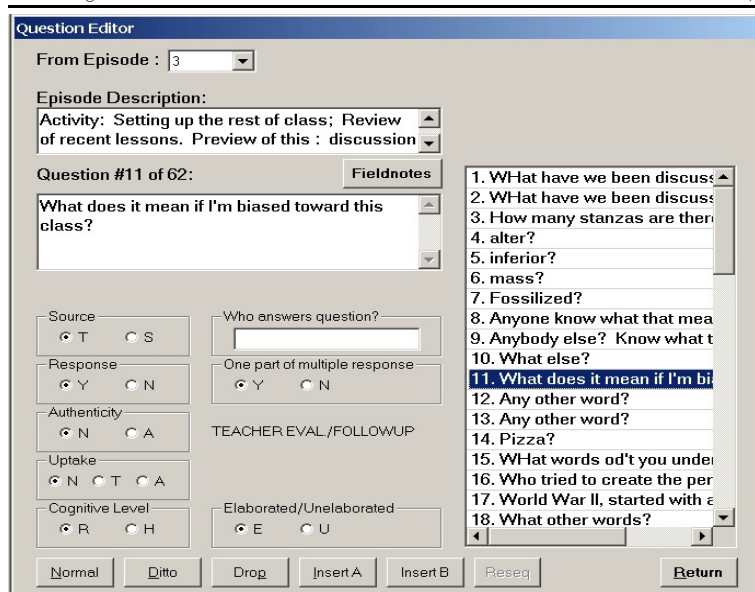 Question Editor
From Episode : 3
Episode Description:
Activity: Setting up the rest of class; Review
of recent lessons. Preview of this : discussion
Question #11 of 62:
Fieldnotes
What does it mean if I'm biased toward this
class?
Source
T S
Who answers question?
Response
Y N
One part of multiple response
Y N
Authenticity
N A
TEACHER EVAL./FOLLOWUP
Uptake
N T A
Cognitive Level
R H
Elaborated/Unelaborated
E U
1. WHat have we been discuss
2. WHat have we been discuss
3. How many stanzas are ther
4. alter?
5. inferior?
6. mass?
7. Fossilized?
8. Anyone know what that mea
9. Anybody else? Know what t
10. What else?
11. What does it mean if I'm bi
12. Any other word?
13. Any other word?
14. Pizza?
15. WHat words od't you unde
16. Who tried to create the per
17. World War II, started with a
18. What other words?
Normal Ditto Drop Insert A Insert B Reseq Return